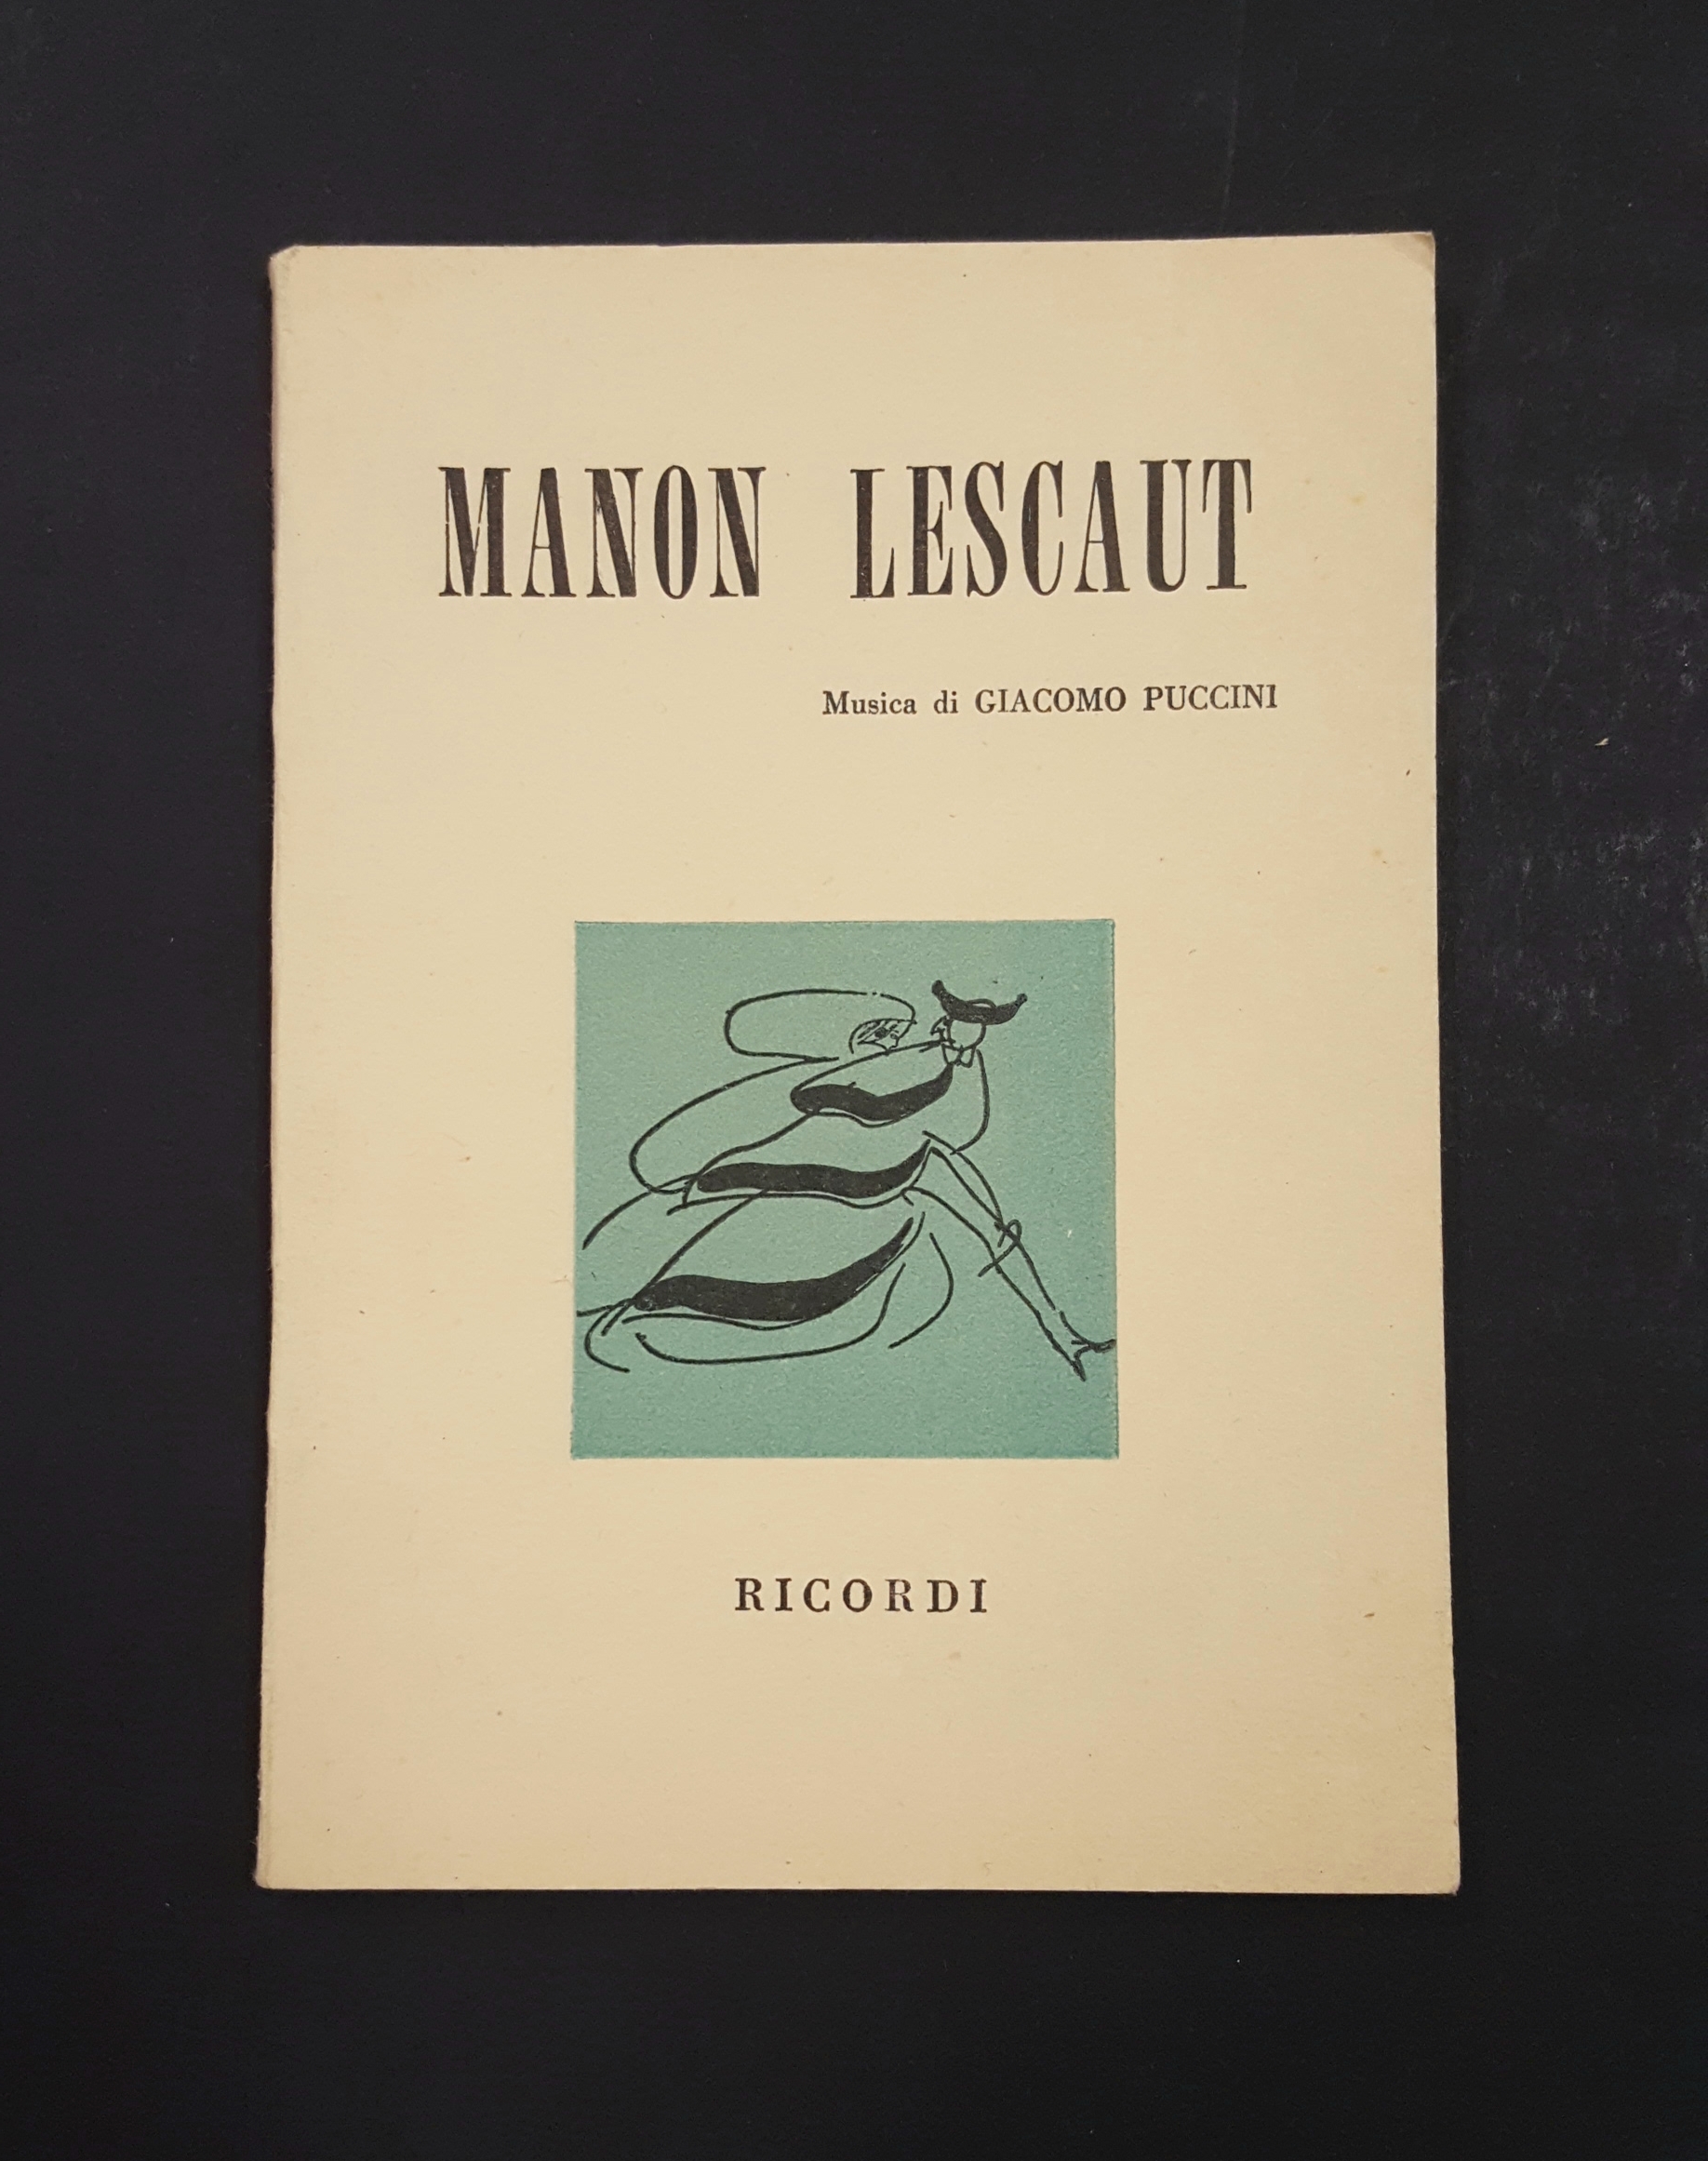 MANON LESCAUT
Musica di GIACOMO PUCCINI
RICORDI